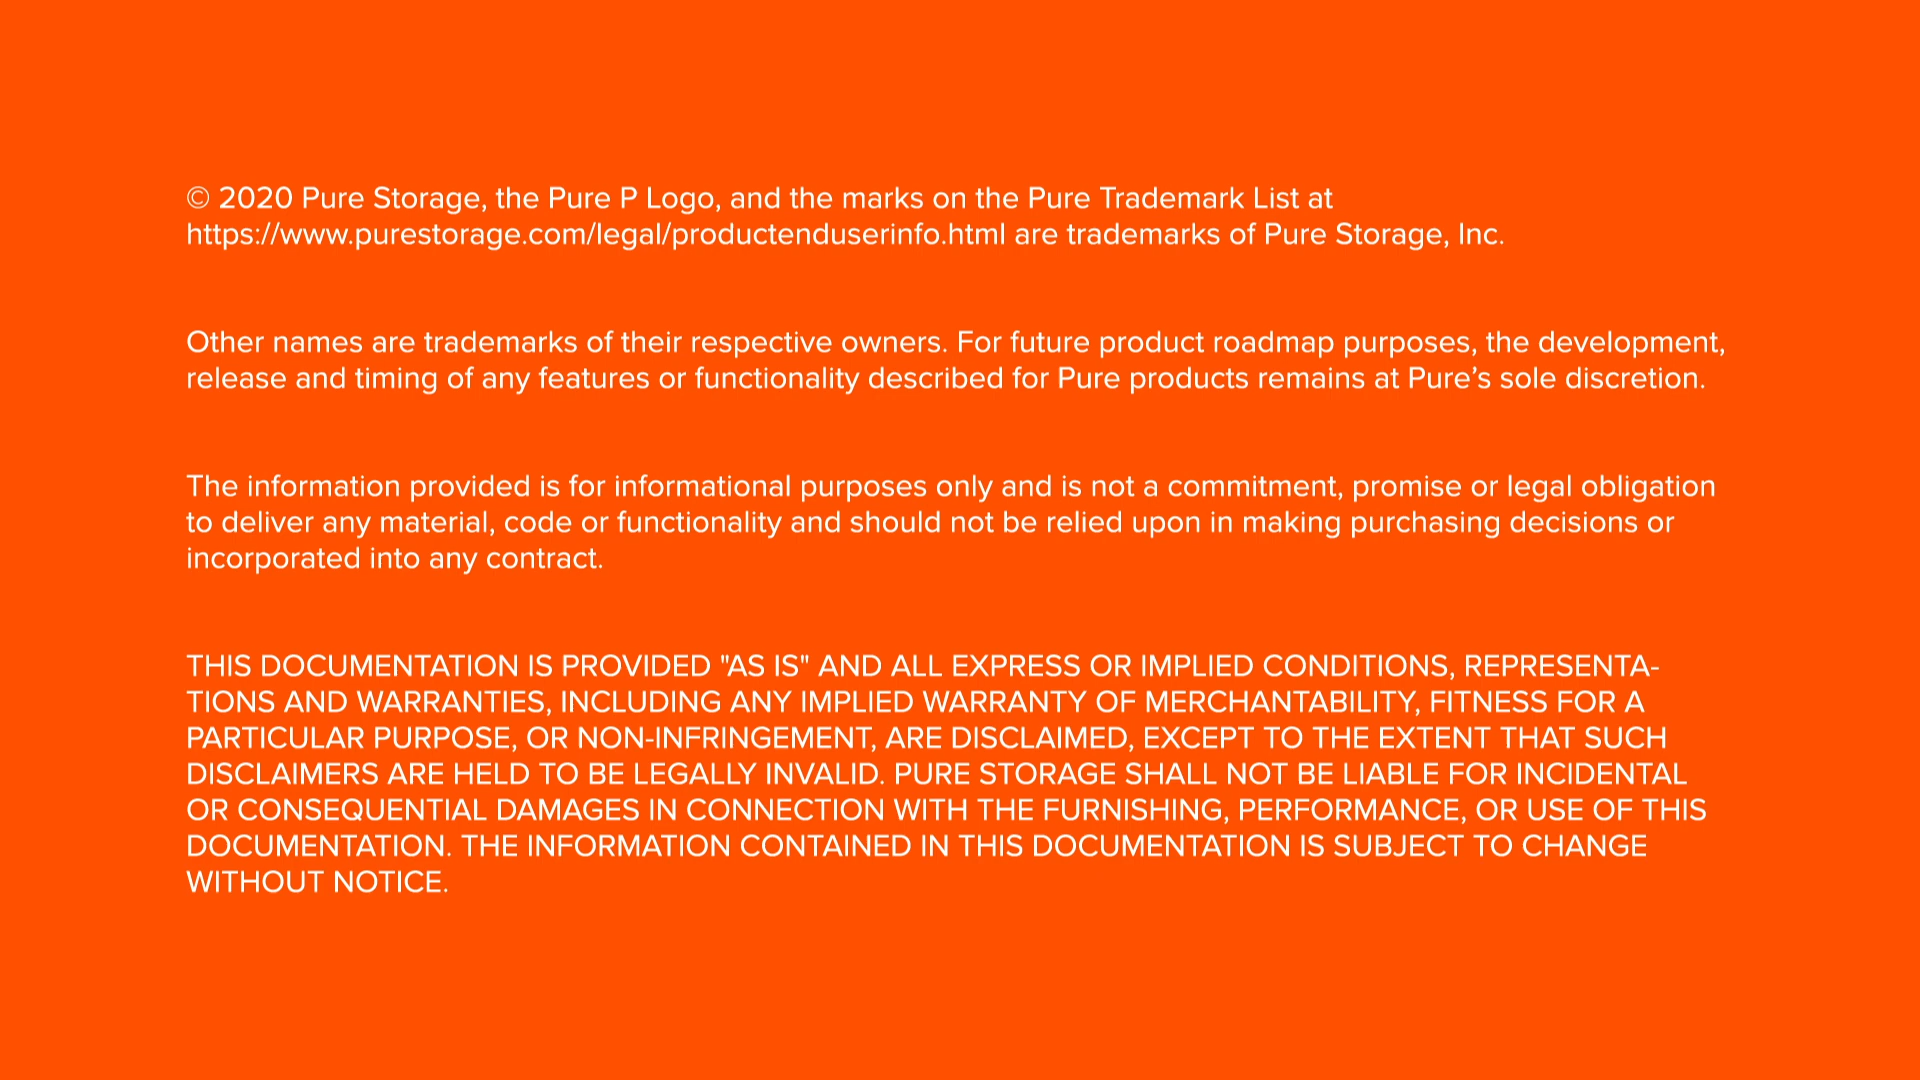 © 2020 Pure Storage, the Pure P Logo, and the marks on the Pure Trademark List at
https://www.purestorage.com/legal/productenduserinfo.html are trademarks of Pure Storage, Inc.
Other names are trademarks of their respective owners. For future product roadmap purposes, the development,
release and timing of any features or functionality described for Pure products remains at Pure’s sole discretion.
The information provided is for informational purposes only and is not a commitment, promise or legal obligation
to deliver any material, code or functionality and should not be relied upon in making purchasing decisions or
incorporated into any contract.
THIS DOCUMENTATION IS PROVIDED "AS IS" AND ALL EXPRESS OR IMPLIED CONDITIONS, REPRESENTA-
TIONS AND WARRANTIES, INCLUDING ANY IMPLIED WARRANTY OF MERCHANTABILITY, FITNESS FOR A
PARTICULAR PURPOSE, OR NON-INFRINGEMENT, ARE DISCLAIMED, EXCEPT TO THE EXTENT THAT SUCH
DISCLAIMERS ARE HELD TO BE LEGALLY INVALID. PURE STORAGE SHALL NOT BE LIABLE FOR INCIDENTAL
OR CONSEQUENTIAL DAMAGES IN CONNECTION WITH THE FURNISHING, PERFORMANCE, OR USE OF THIS
DOCUMENTATION. THE INFORMATION CONTAINED IN THIS DOCUMENTATION IS SUBJECT TO CHANGE
WITHOUT NOTICE.